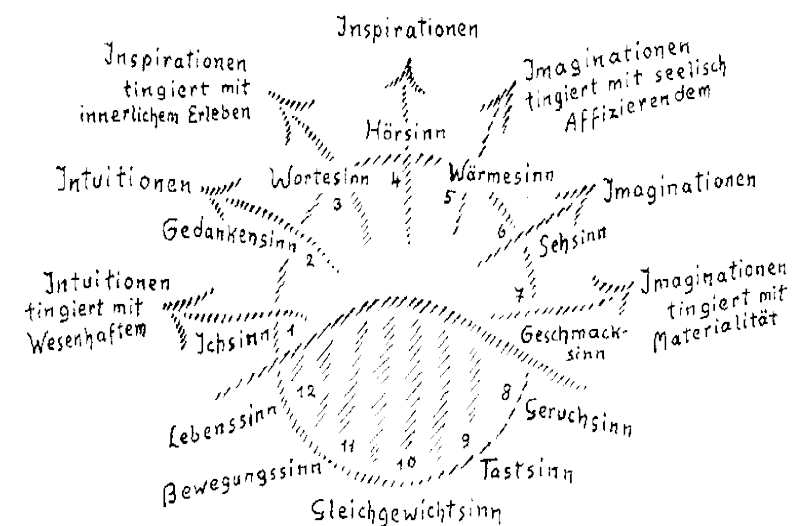 Inspirationen
Inspirationen
tingiert mit
innerlichem Erleben
Imaginationen
tingiert mit seelisch
Affizierendem
Hörsinn
Intuitionen
Wortesinn
4
Wärmesinn
3
5
Imaginationen
Gedankensinn
2
6
Sehsinn
Intuitionen
tingiert mit
Wesenhaftem
Imaginationen
tingiert mit
Materialität
7
Ichsinn
1
Geschmack-
sinn
12
8
Lebenssinn
Geruchsinn
11
9
10
Bewegungssinn
Tastsinn
Gleichgewichtsinn